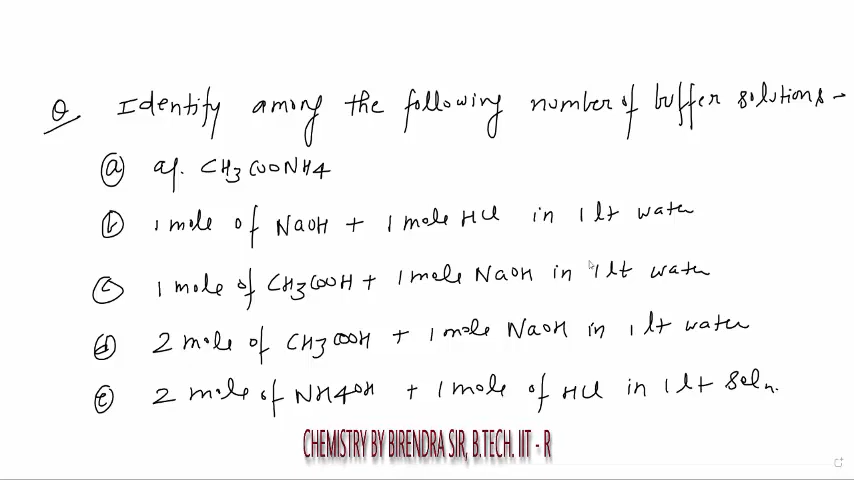 Q Identify among the following number of buffer solutions -
(a) aq. CH3COONH4
(b) 1 mole of NaOH + 1 mole HCl in 1 lt water
(c) 1 mole of CH3COOH + 1 mole NaOH in 1 lt water
(d) 2 mole of CH3COOH + 1 mole NaOH in 1 lt water
(e) 2 mole of NH4OH + 1 mole of HCl in 1 lt Soln.
CHEMISTRY BY BIRENDRA SIR, B.TECH. IIT - R